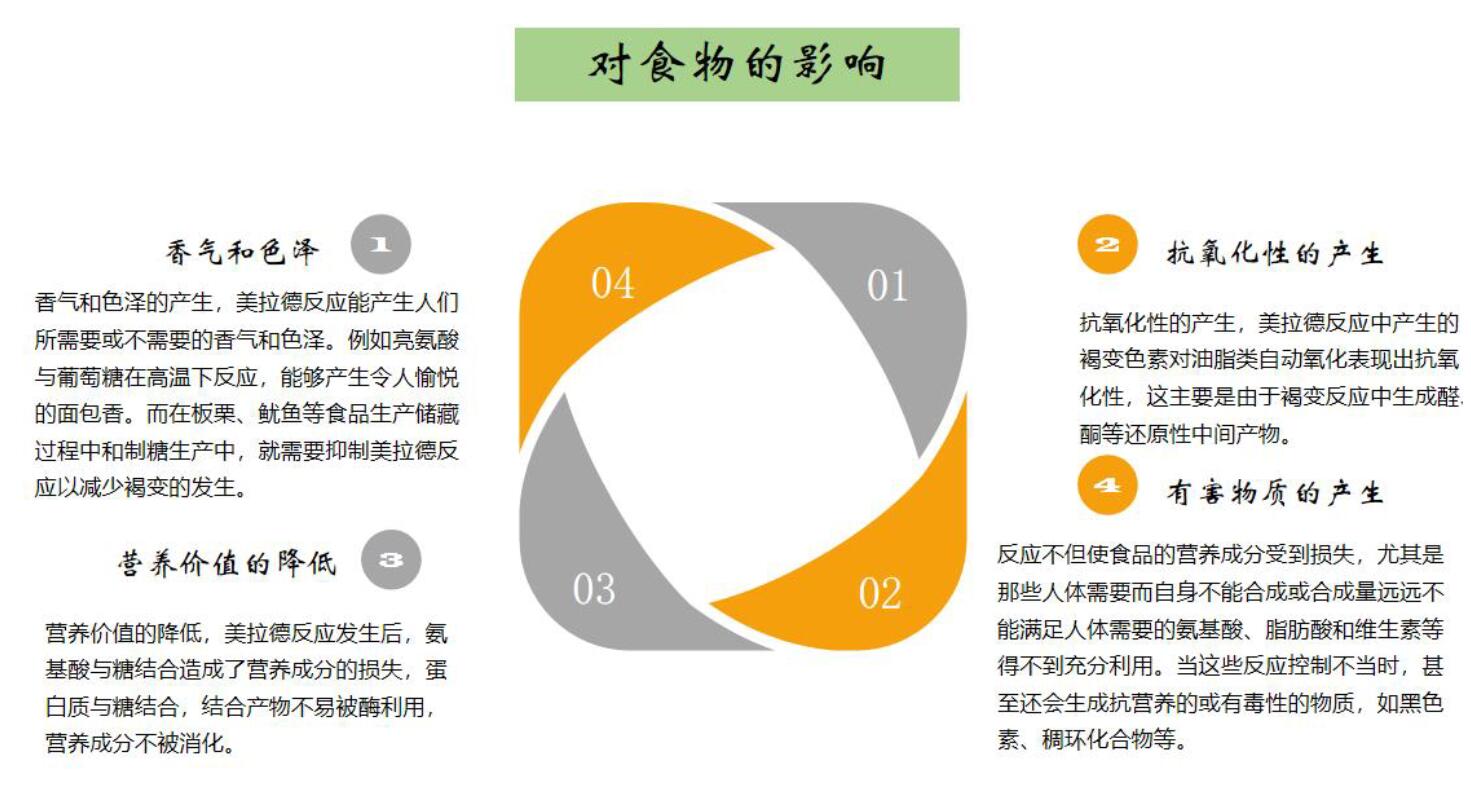 对食物的影响
香气和色泽
1
香气和色泽的产生，美拉德反应能产生人们
所需要或不需要的香气和色泽。例如亮氨酸
与葡萄糖在高温下反应，能够产生令人愉悦
的面包香。而在板栗、鱿鱼等食品生产储藏
过程中和制糖生产中，就需要抑制美拉德反
应以减少褐变的发生。
2
抗氧化性的产生
抗氧化性的产生，美拉德反应中产生的
褐变色素对油脂类自动氧化表现出抗氧
化性，这主要是由于褐变反应中生成醛、
酮等还原性中间产物。
营养价值的降低
3
营养价值的降低，美拉德反应发生后，氨
基酸与糖结合造成了营养成分的损失，蛋
白质与糖结合，结合产物不易被酶利用，
营养成分不被消化。
4
有害物质的产生
反应不但使食品的营养成分受到损失，尤其是
那些人体需要而自身不能合成或合成量远远不
能满足人体需要的氨基酸、脂肪酸和维生素等
得不到充分利用。当这些反应控制不当时，甚
至还会生成抗营养的或有毒性的物质，如黑色
素、稠环化合物等。
04
01
03
02